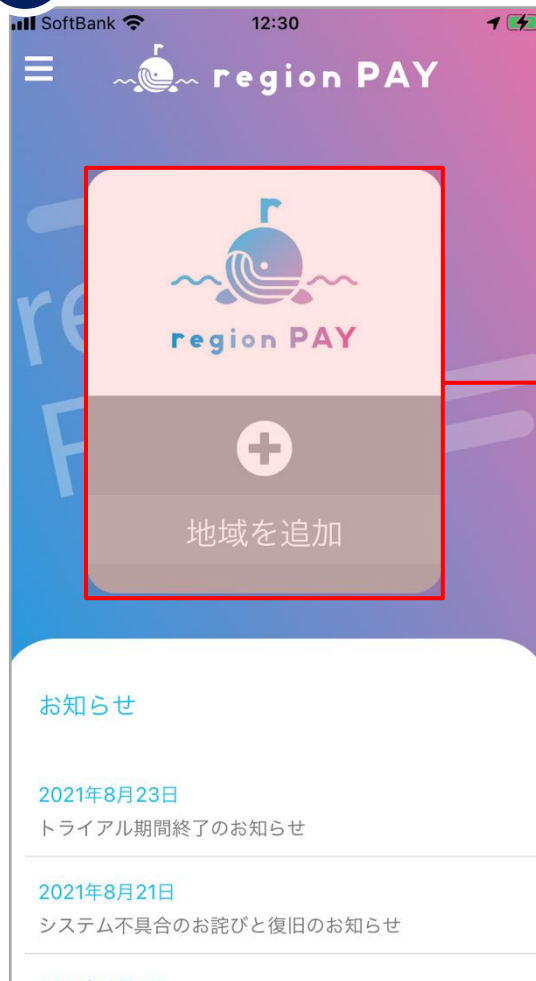 SoftBank 12:30
region PAY
r
region PAY
地域を追加
お知らせ
2021年8月23日
トライアル期間終了のお知らせ
2021年8月21日
システム不具合のお詫びと復旧のお知らせ